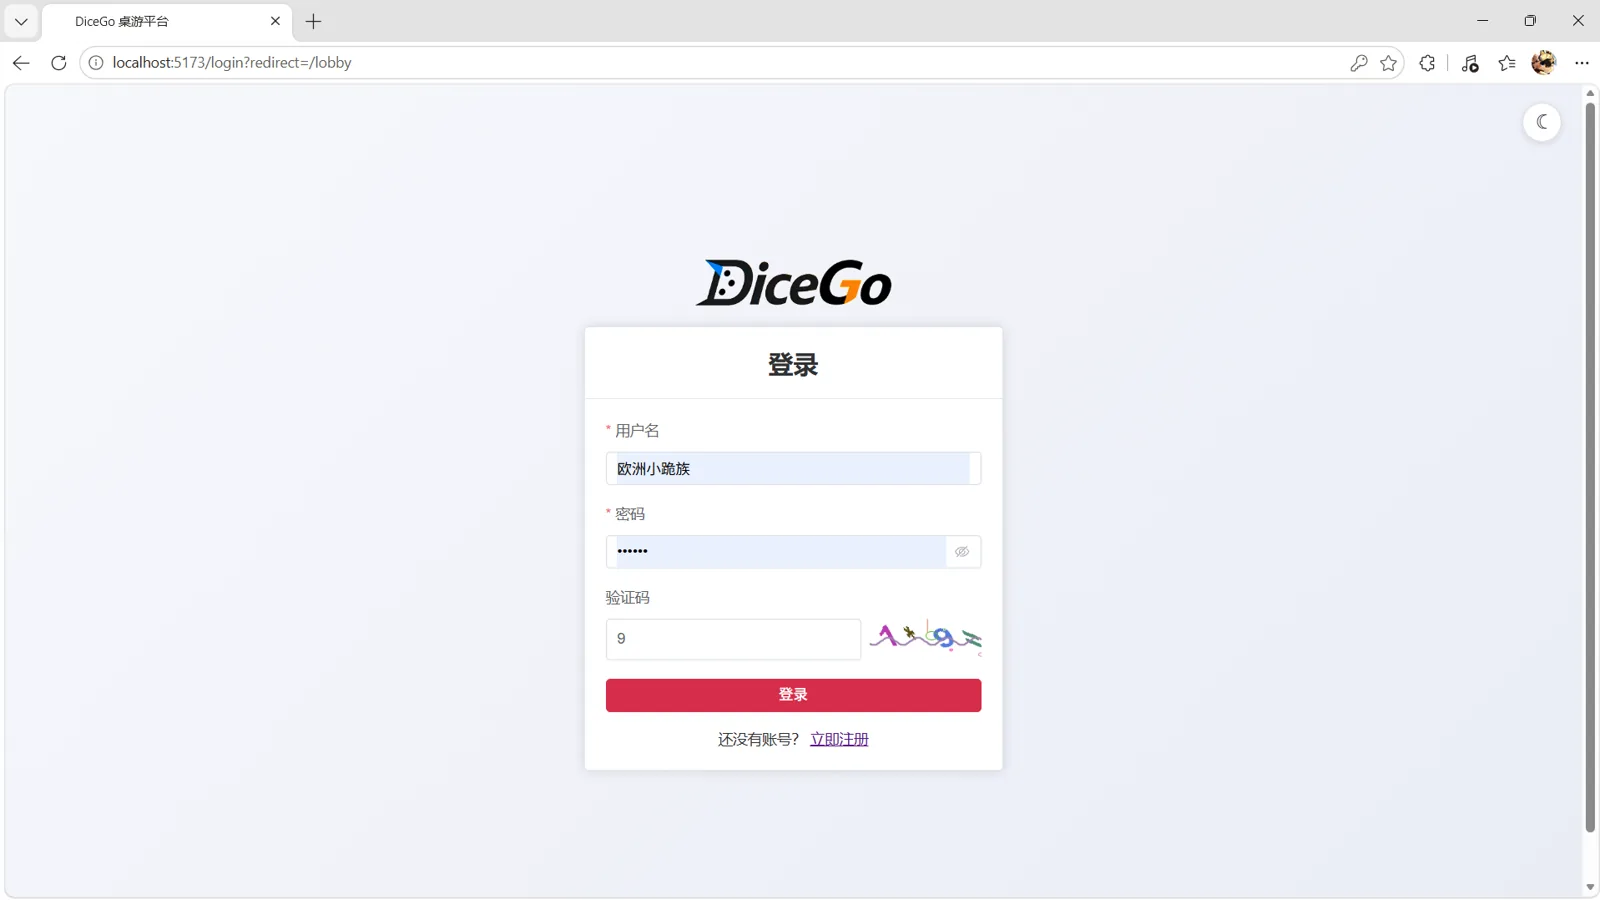 DiceGo 桌游平台
localhost:5173/login?redirect=/lobby
DiceGo
登录
* 用户名
欧洲小跪族
* 密码
••••••
验证码
9
登录
还没有账号? 立即注册